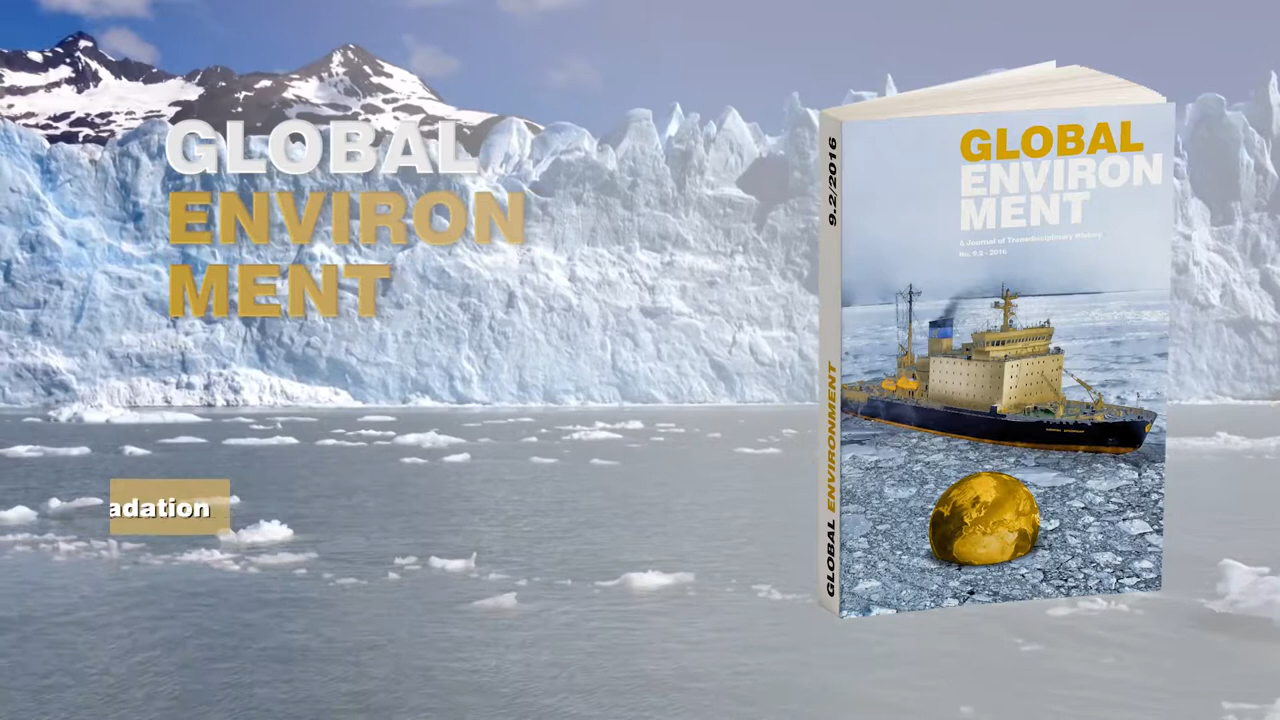 GLOBAL
ENVIRON
MENT
adation
9.2/2016
GLOBAL ENVIRONMENT
GLOBAL
ENVIRON
MENT
A Journal of Transdisciplinary History
No. 9.2 - 2016